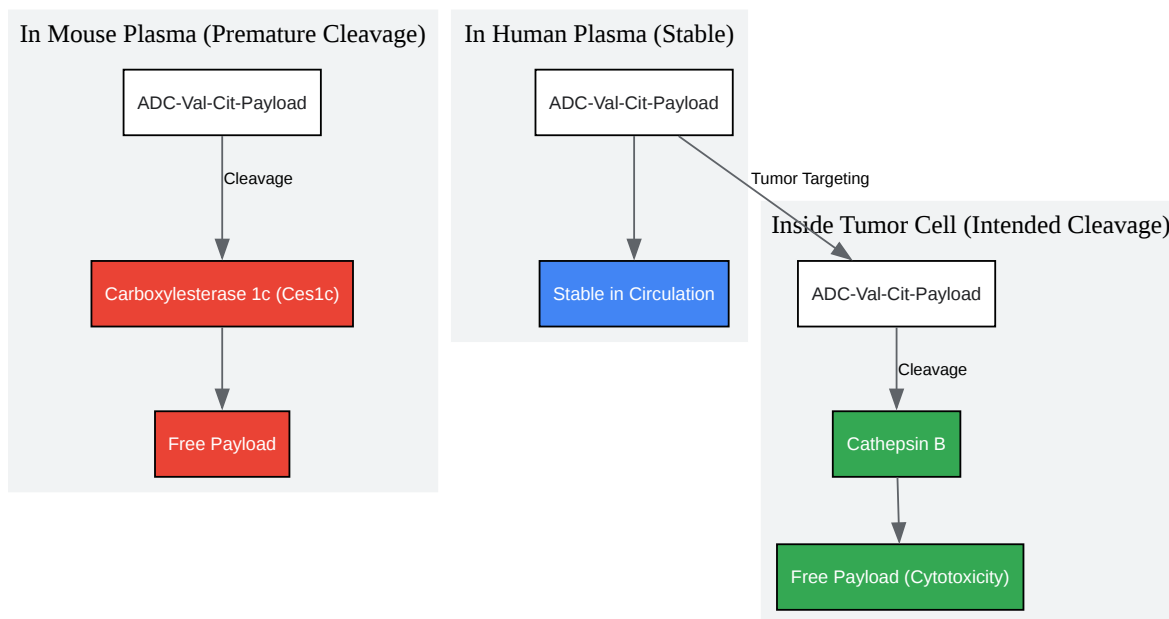 In Mouse Plasma (Premature Cleavage)
ADC-Val-Cit-Payload
Cleavage
Carboxylesterase 1c (Ces1c)
Free Payload
In Human Plasma (Stable)
ADC-Val-Cit-Payload
Tumor Targeting
Stable in Circulation
Inside Tumor Cell (Intended Cleavage)
ADC-Val-Cit-Payload
Cleavage
Cathepsin B
Free Payload (Cytotoxicity)